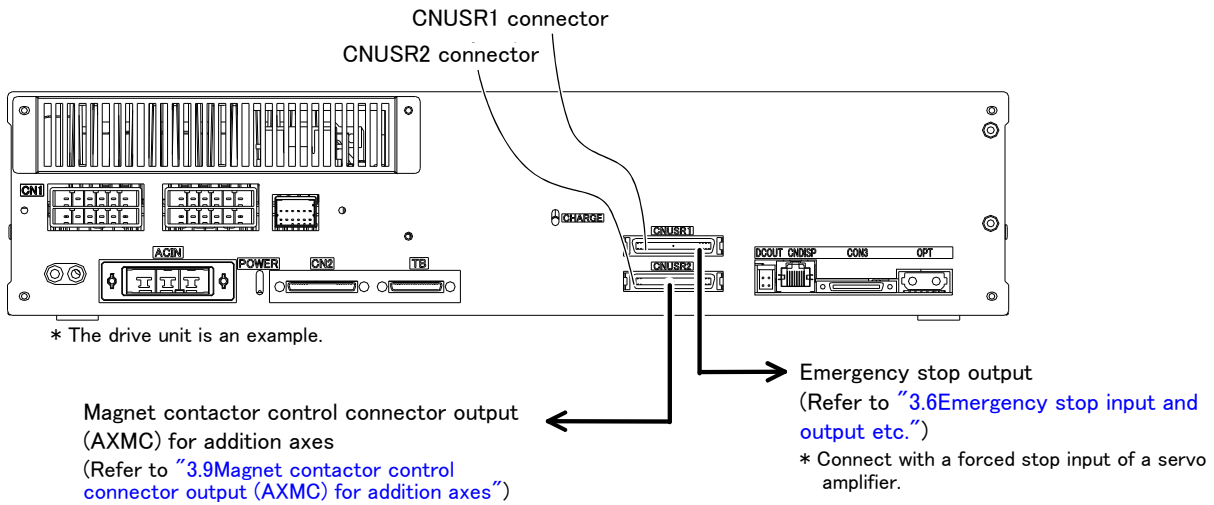 CNUSR1 connector
CNUSR2 connector
CN1
CHARGE
CNUSR1
CNUSR2
ACIN
POWER
CN2
TB
DCOUT CNDISP CON3 OPT
* The drive unit is an example.
Magnet contactor control connector output
(AXMC) for addition axes
(Refer to "3.9Magnet contactor control
connector output (AXMC) for addition axes")
Emergency stop output
(Refer to "3.6Emergency stop input and
output etc.")
* Connect with a forced stop input of a servo
amplifier.